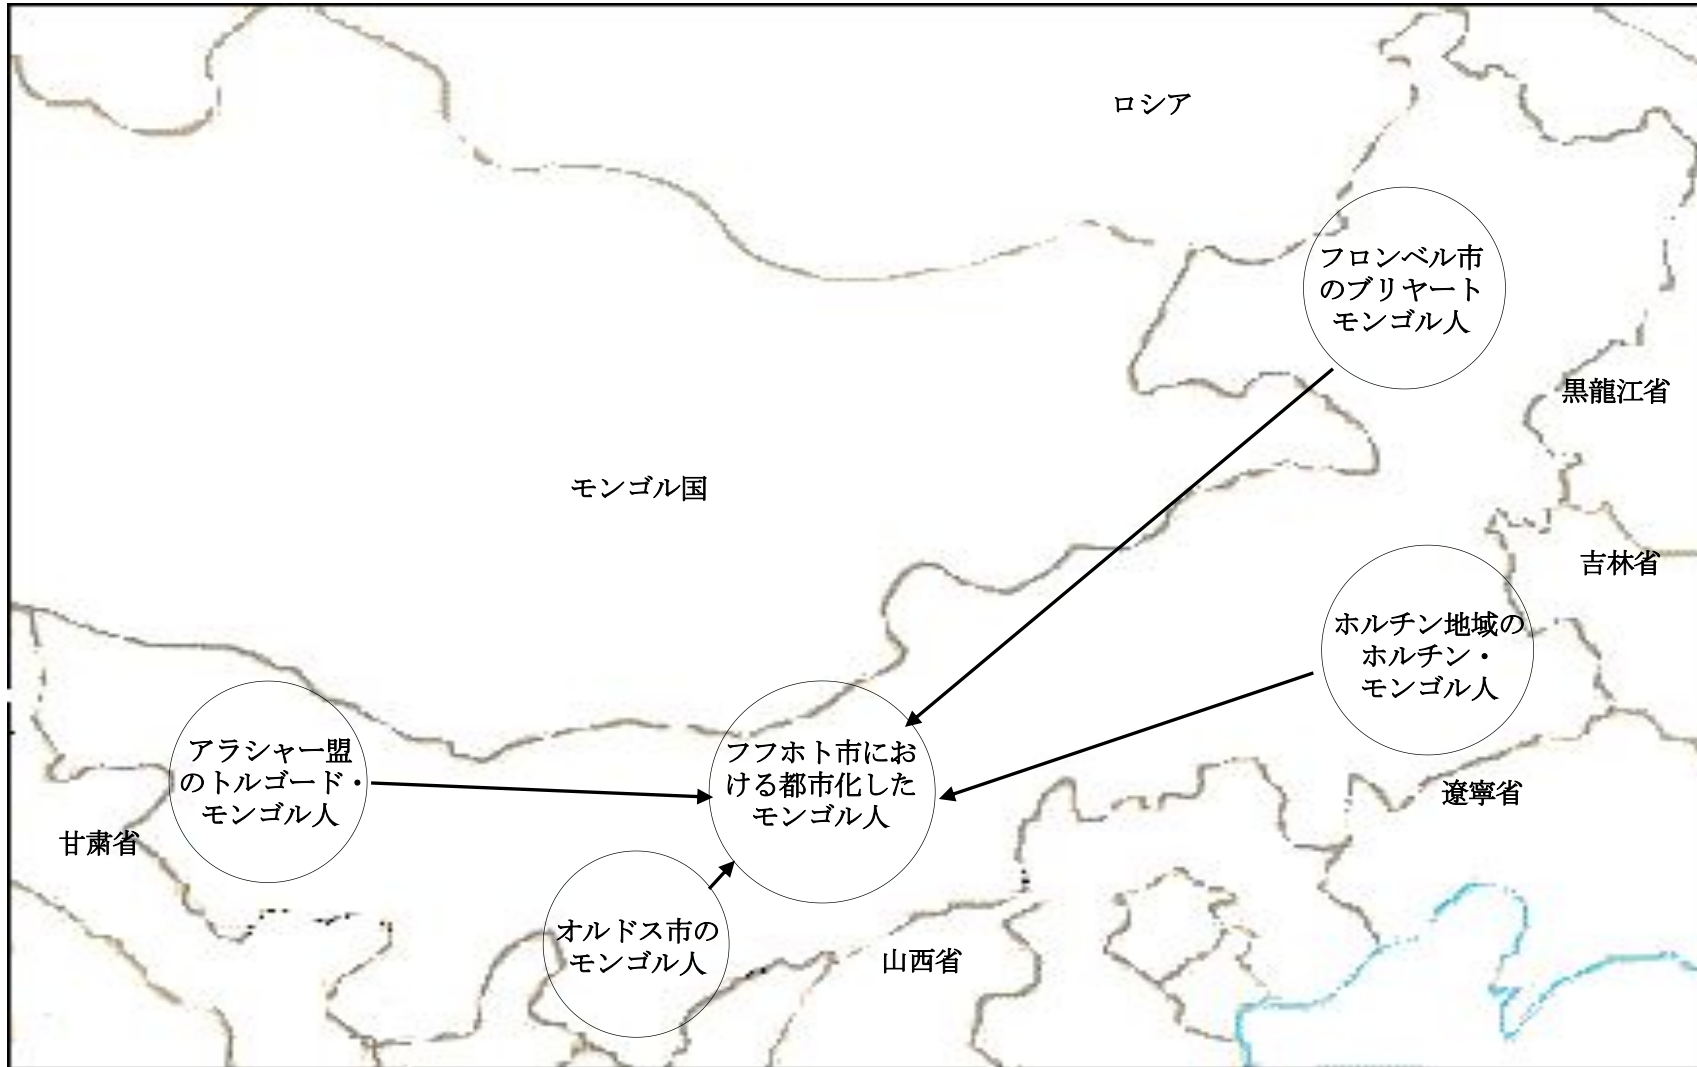 ロシア
フロンベル市
のブリヤート
モンゴル人
黒龍江省
モンゴル国
吉林省
ホルチン地域の
ホルチン・
モンゴル人
アラシャー盟
のトルゴード・
モンゴル人
フフホト市にお
ける都市化した
モンゴル人
遼寧省
甘粛省
オルドス市の
モンゴル人
山西省